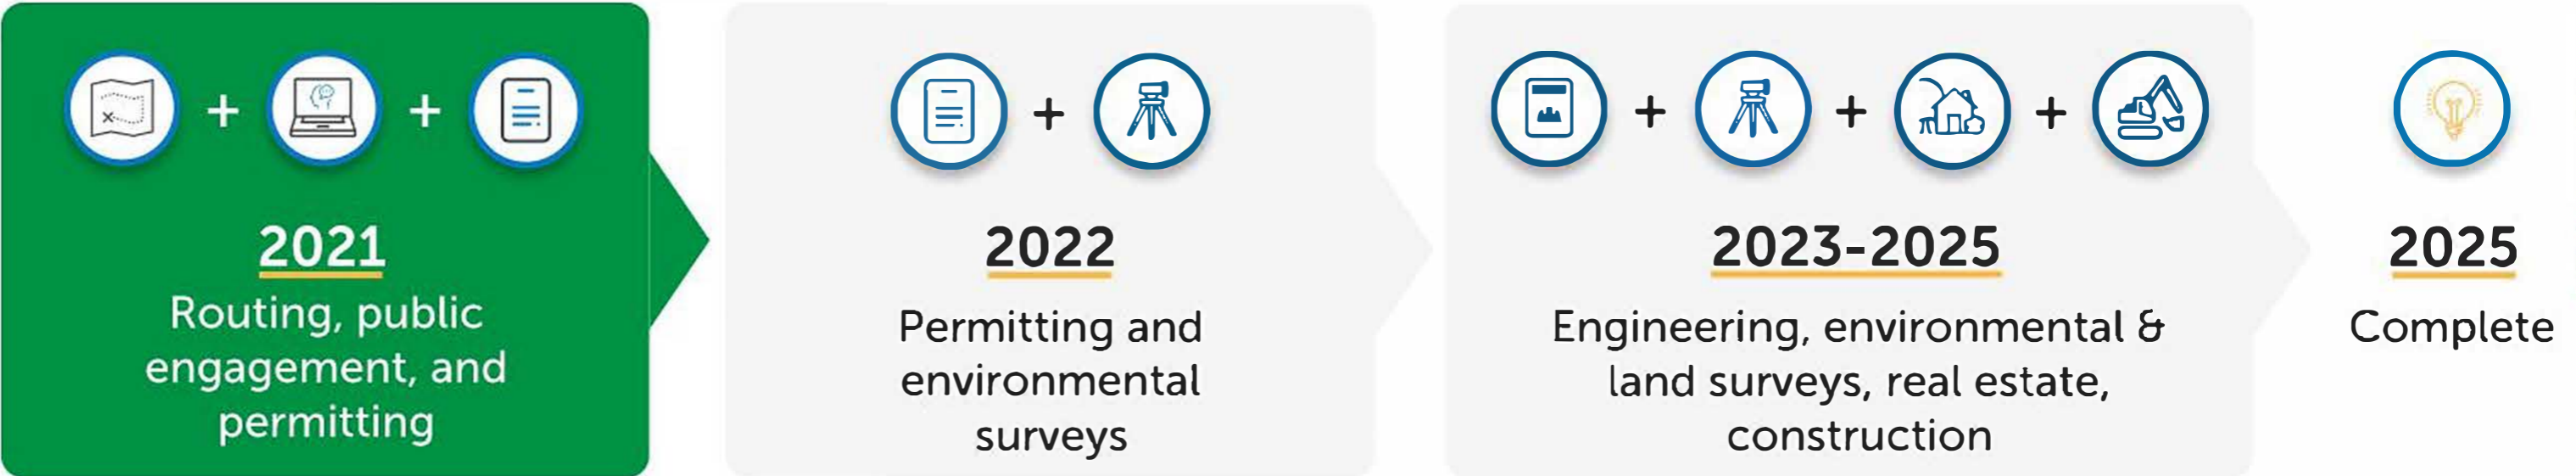 2021
Routing, public
engagement, and
permitting
2022
Permitting and
environmental
surveys
2023-2025
Engineering, environmental &
land surveys, real estate,
construction
2025
Complete